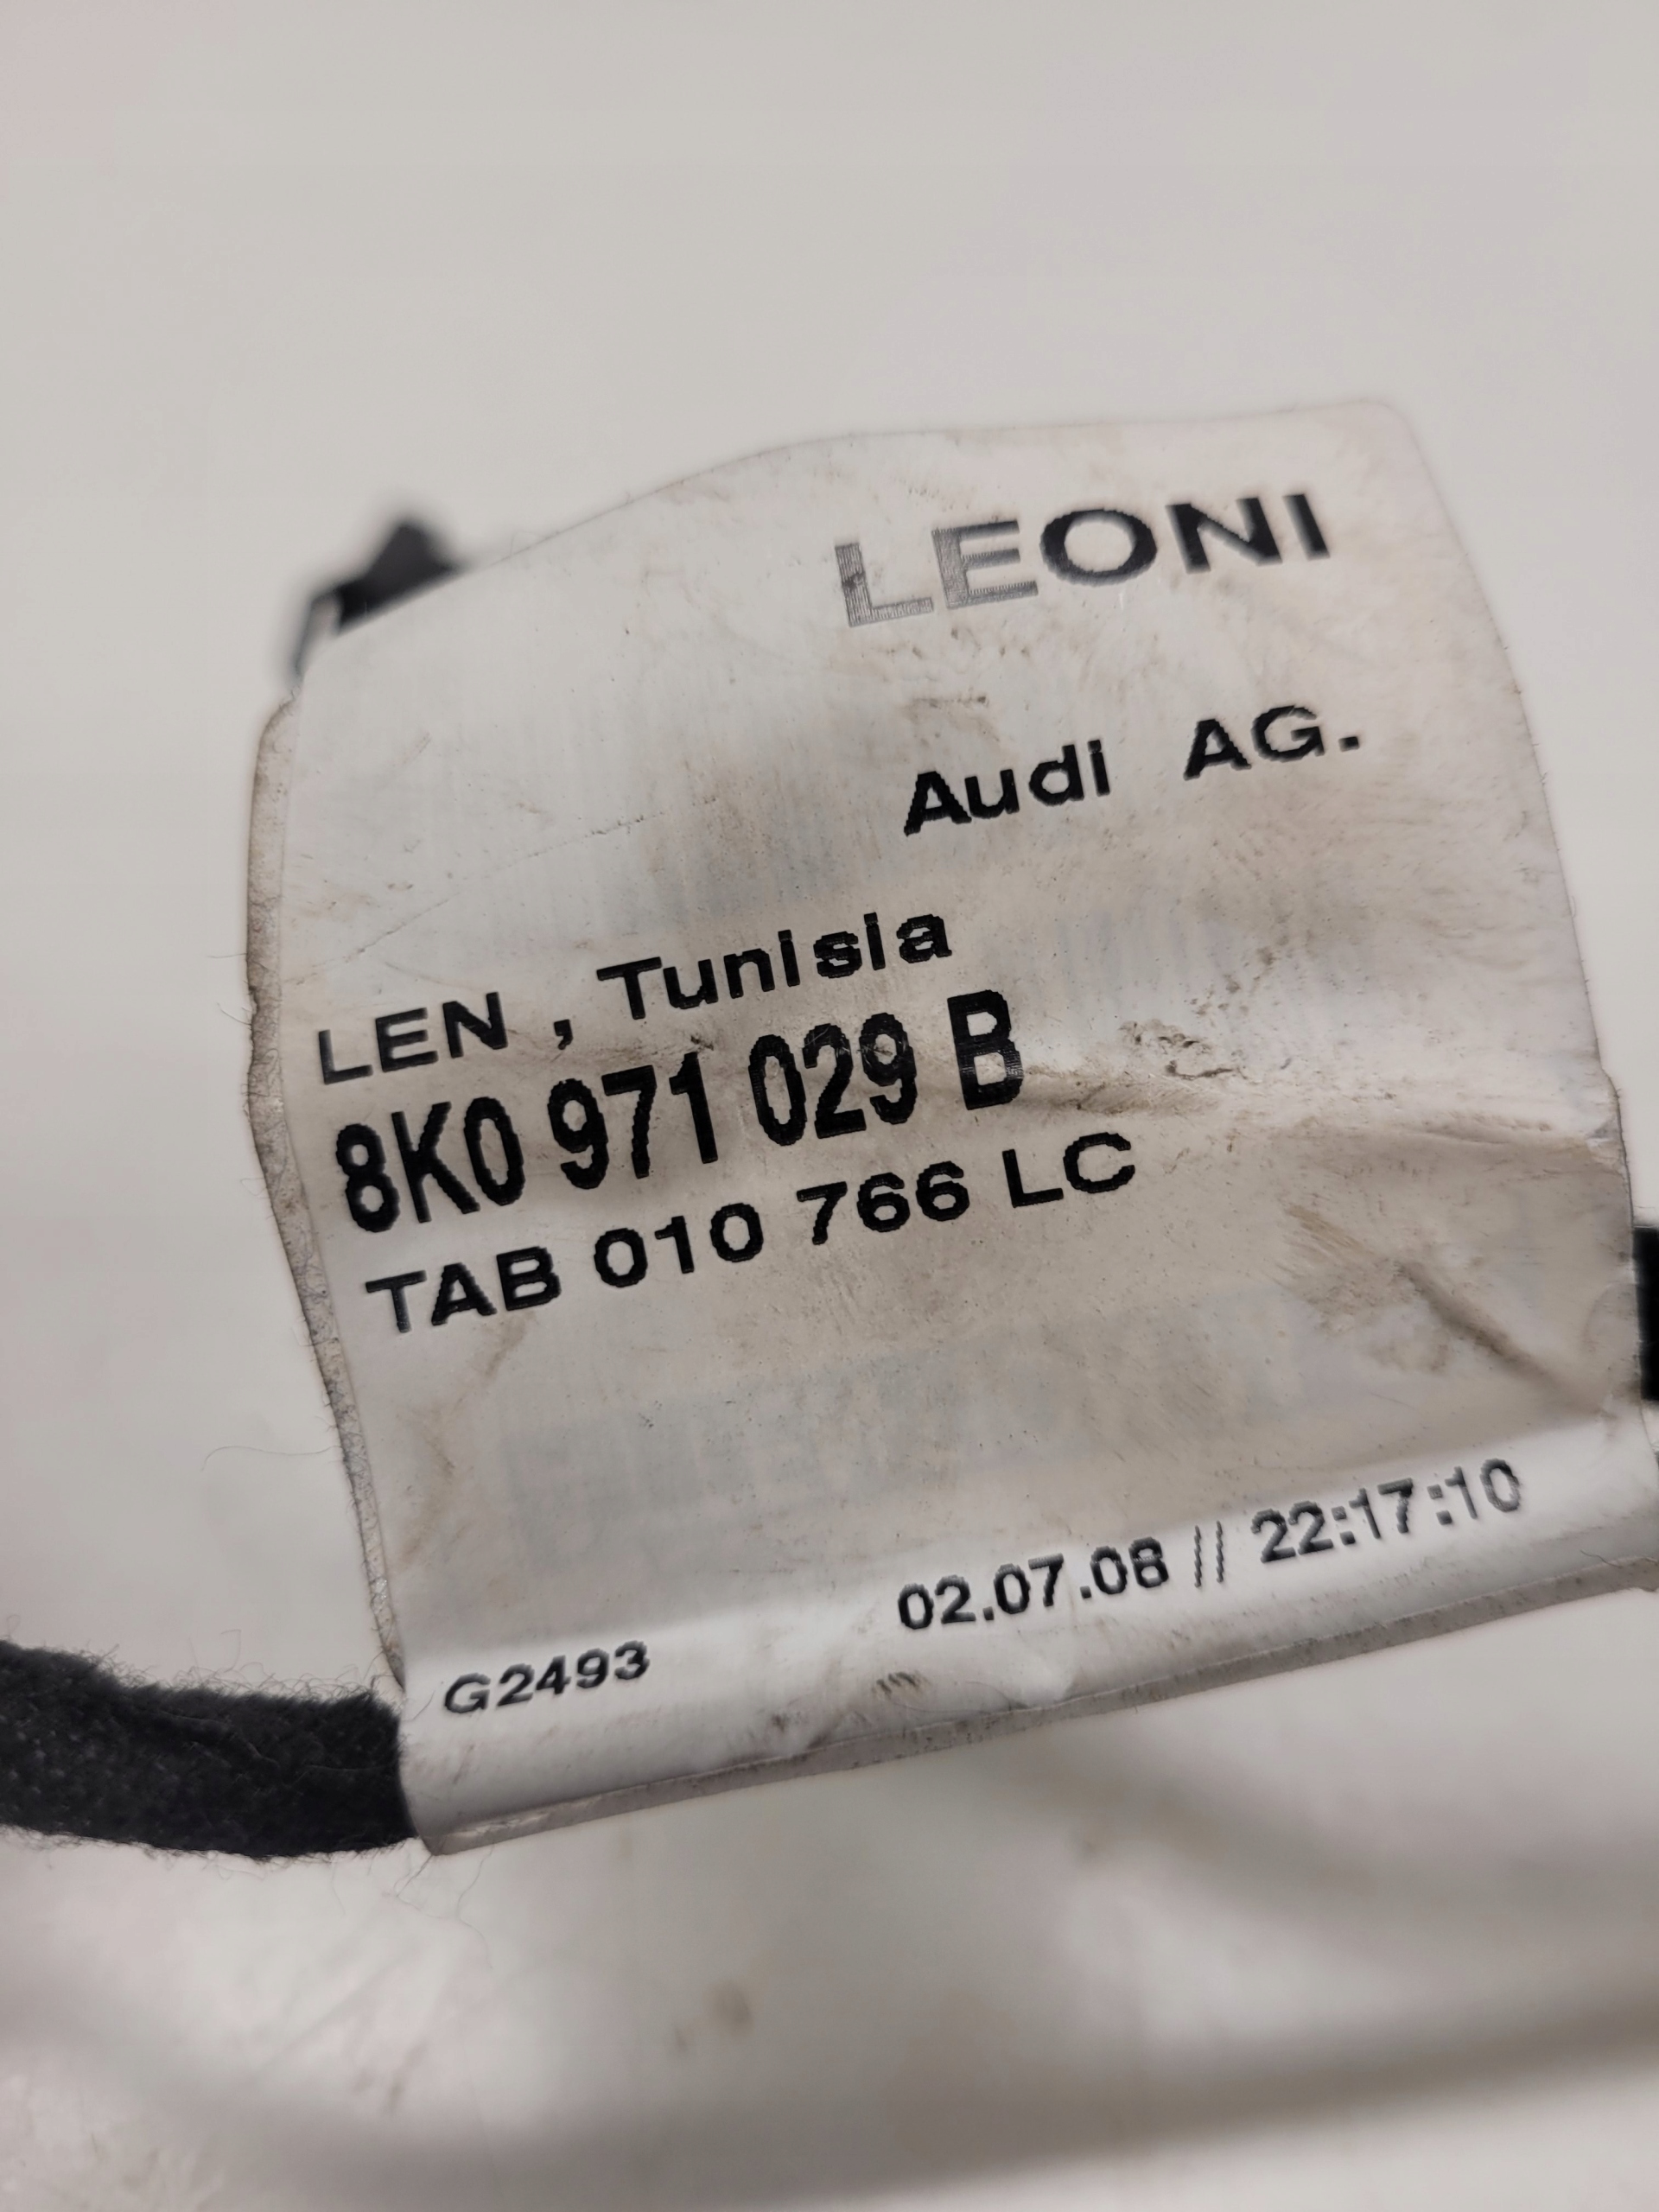 LEONI
Audi AG.
LEN , Tunisia
8K0 971 029 B
TAB 010 766 LC
02.07.08 // 22:17:10
G2493